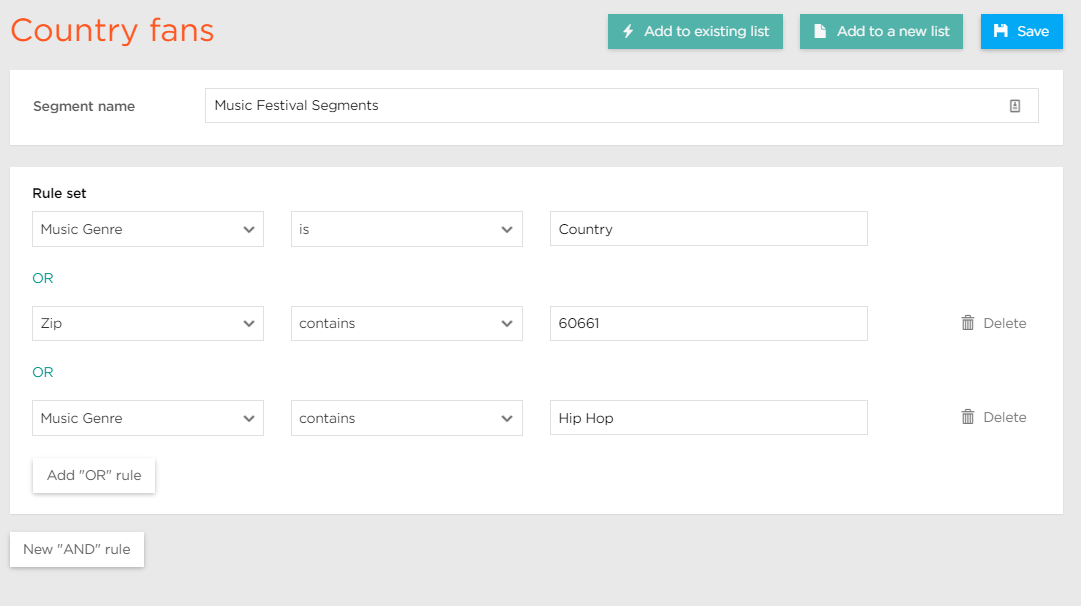 Country fans
Add to existing list
Add to a new list
Save
Segment name
Music Festival Segments
Rule set
Music Genre
is
Country
OR
Zip
contains
60661
Delete
OR
Music Genre
contains
Hip Hop
Delete
Add "OR" rule
New "AND" rule